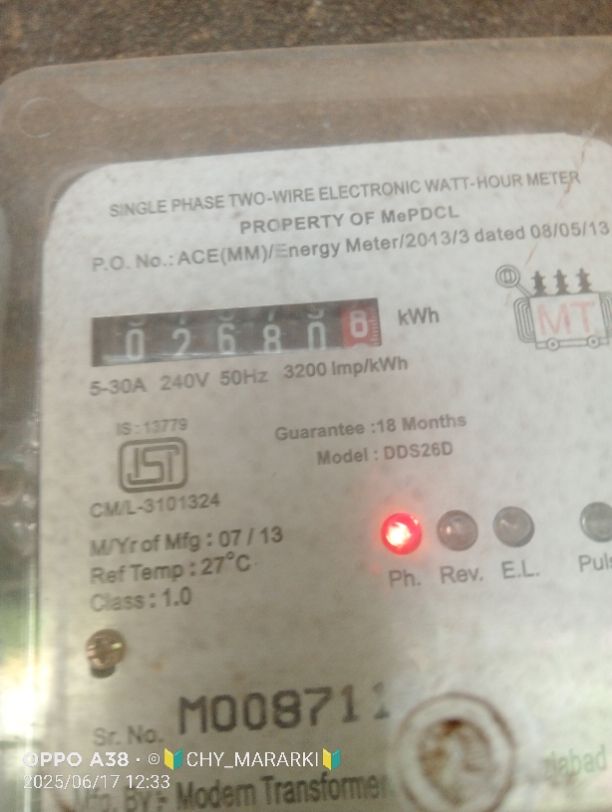 SINGLE PHASE TWO-WIRE ELECTRONIC WATT-HOUR METER
PROPERTY OF MePDCL
P.O. No.: ACE(MM)/Energy Meter/2013/3 dated 08/05/13
0 2 6 8 0 8 kWh
MT
5-30A 240V 50Hz 3200 Imp/kWh
IS : 13779
Guarantee :18 Months
Model : DDS26D
CM/L-3101324
M/Yr of Mfg : 07 / 13
Ref Temp : 27°C
Class : 1.0
Ph. Rev. E.L.
Sr. No. M00871
Modern Transformer
OPPO A38 · © 🔰CHY_MARARKI🔰
2025/06/17 12:33